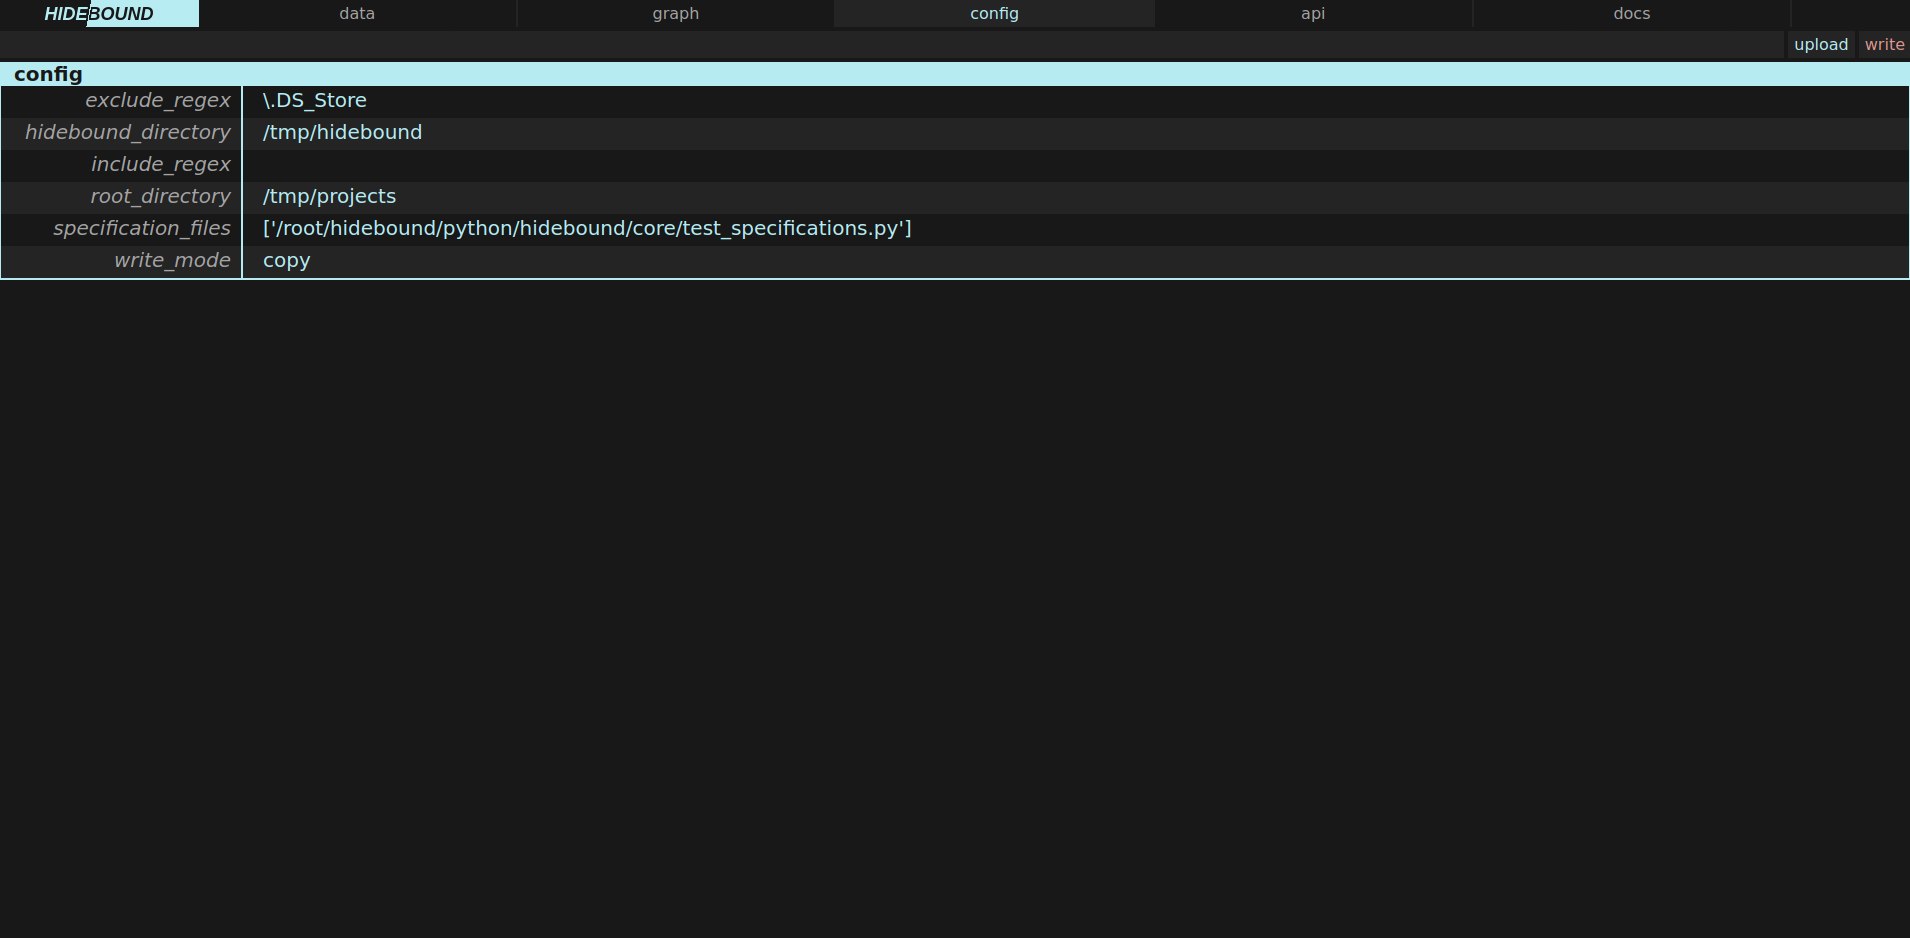 HIDEBOUND data graph config api docs
upload write
config
exclude_regex \.DS_Store
hidebound_directory /tmp/hidebound
include_regex
root_directory /tmp/projects
specification_files ['/root/hidebound/python/hidebound/core/test_specifications.py']
write_mode copy